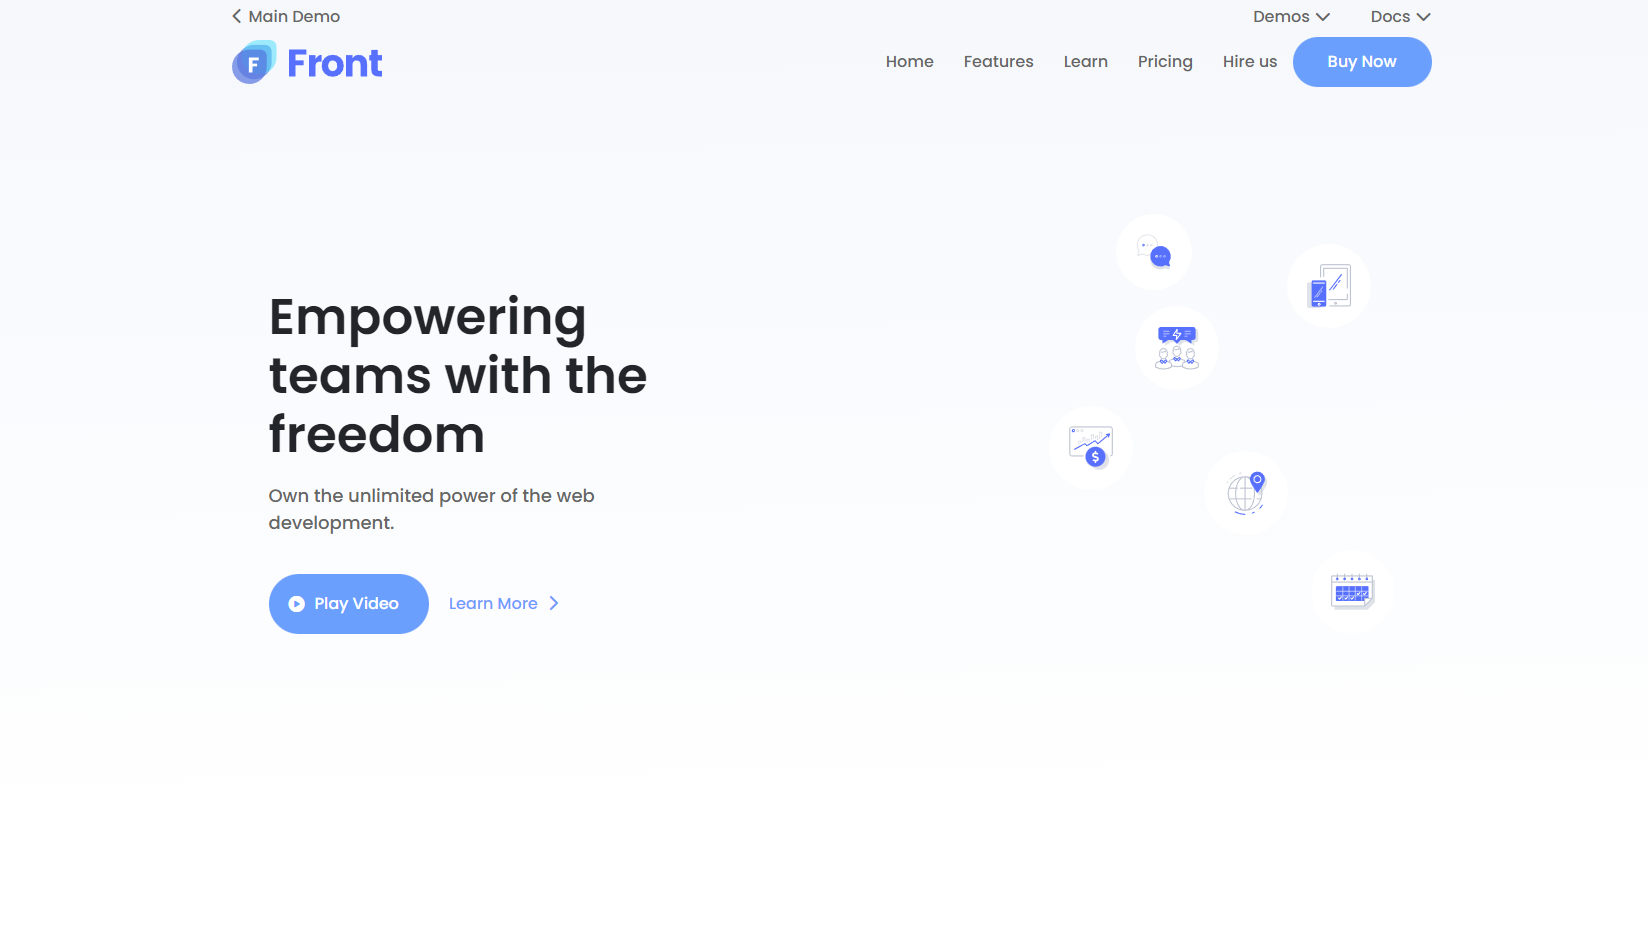 Main Demo
Demos
Docs
F
Front
Home
Features
Learn
Pricing
Hire us
Buy Now
Empowering
teams with the
freedom
Own the unlimited power of the web
development.
Play Video
Learn More
$